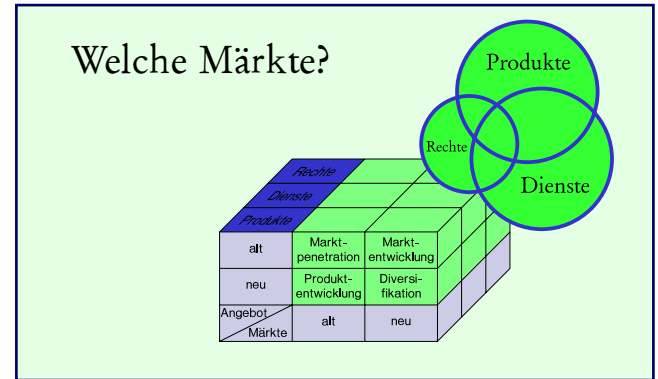 Welche Märkte?
Produkte
Rechte
Dienste
Rechte
Dienste
Produkte
alt
Markt-
penetration
Markt-
entwicklung
neu
Produkt-
entwicklung
Diversi-
fikation
Angebot
Märkte
alt
neu